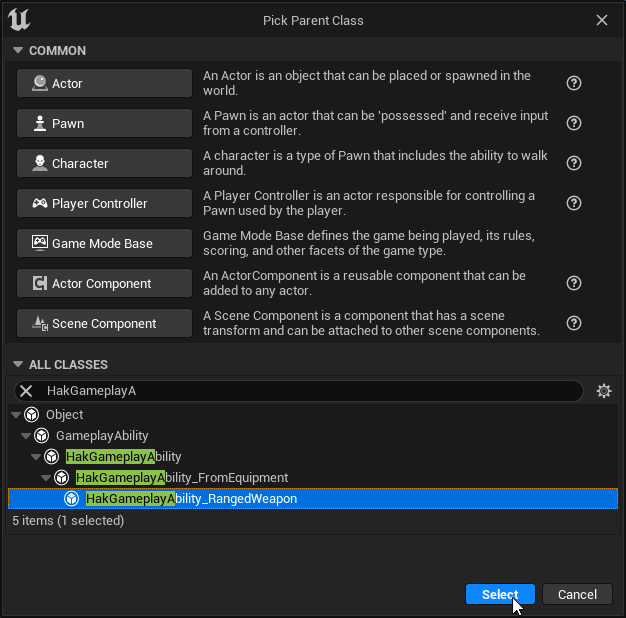 Pick Parent Class
COMMON
Actor
An Actor is an object that can be placed or spawned in the
world.
Pawn
A Pawn is an actor that can be 'possessed' and receive input
from a controller.
Character
A character is a type of Pawn that includes the ability to walk
around.
Player Controller
A Player Controller is an actor responsible for controlling a
Pawn used by the player.
Game Mode Base
Game Mode Base defines the game being played, its rules,
scoring, and other facets of the game type.
Actor Component
An ActorComponent is a reusable component that can be
added to any actor.
Scene Component
A Scene Component is a component that has a scene
transform and can be attached to other scene components.
ALL CLASSES
HakGameplayA
Object
GameplayAbility
HakGameplayAbility
HakGameplayAbility_FromEquipment
HakGameplayAbility_RangedWeapon
5 items (1 selected)
Select
Cancel